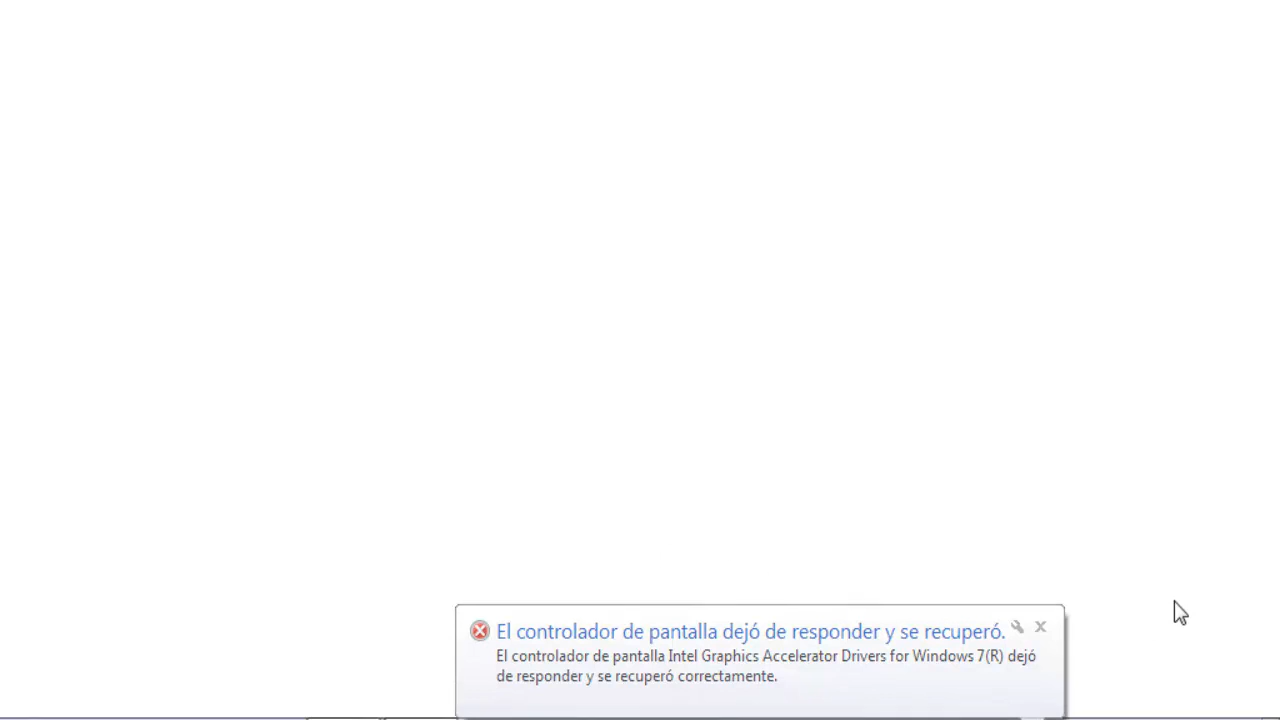 El controlador de pantalla dejó de responder y se recuperó.
El controlador de pantalla Intel Graphics Accelerator Drivers for Windows 7(R) dejó
de responder y se recuperó correctamente.